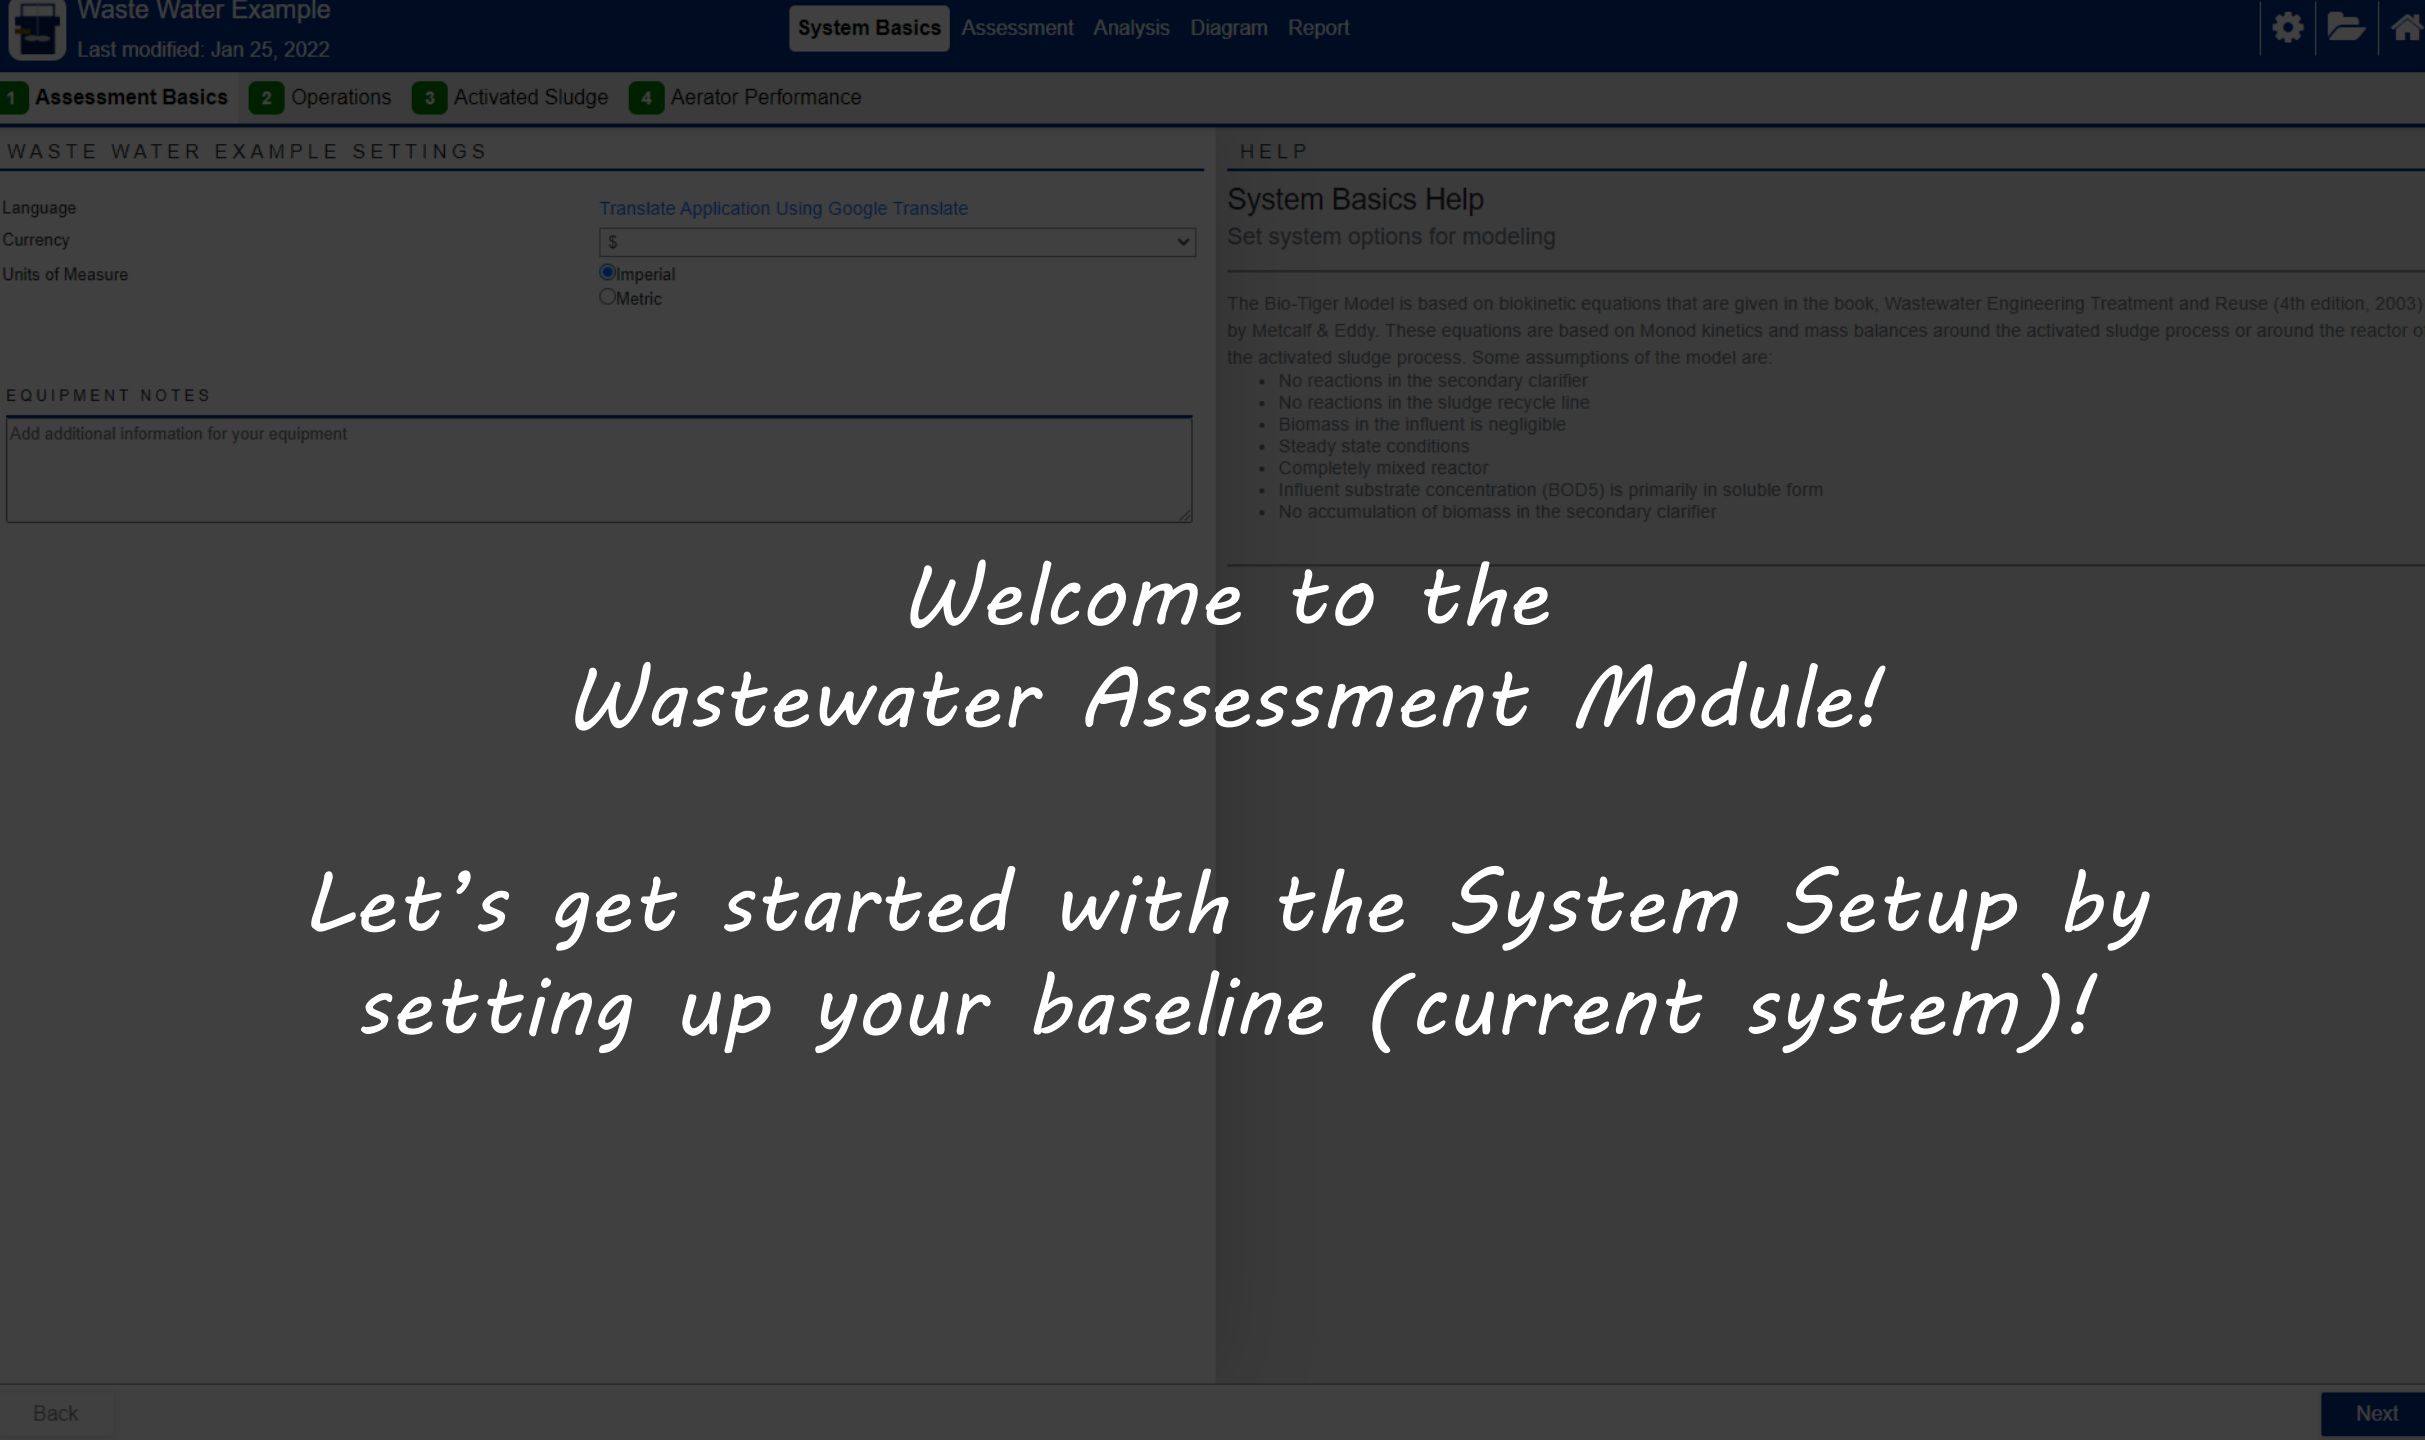 Waste Water Example
Last modified: Jan 25, 2022
System Basics Assessment Analysis Diagram Report
1 Assessment Basics 2 Operations 3 Activated Sludge 4 Aerator Performance
WASTE WATER EXAMPLE SETTINGS
Language Translate Application Using Google Translate
Currency $
Units of Measure Imperial
Metric
EQUIPMENT NOTES
Add additional information for your equipment
HELP
System Basics Help
Set system options for modeling
The Bio-Tiger Model is based on biokinetic equations that are given in the book, Wastewater Engineering Treatment and Reuse (4th edition, 2003)
by Metcalf & Eddy. These equations are based on Monod kinetics and mass balances around the activated sludge process or around the reactor
the activated sludge process. Some assumptions of the model are:
• No reactions in the secondary clarifier
• No reactions in the sludge recycle line
• Biomass in the influent is negligible
• Steady state conditions
• Completely mixed reactor
• Influent substrate concentration (BOD5) is primarily in soluble form
• No accumulation of biomass in the secondary clarifier
Welcome to the
Wastewater Assessment Module!
Let's get started with the System Setup by
setting up your baseline (current system)!
Back Next